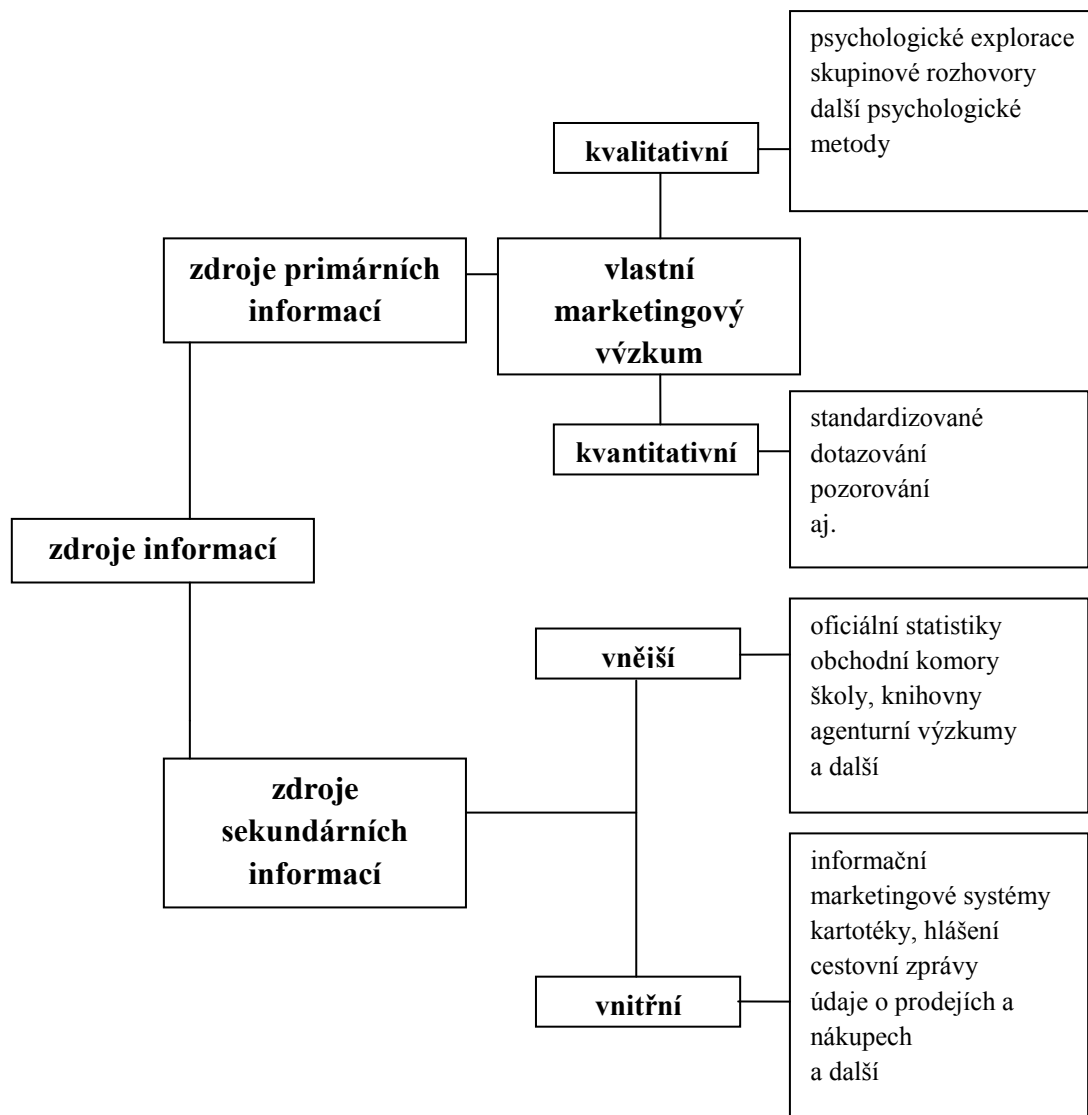 psychologické explorace
skupinové rozhovory
další psychologické
metody
kvalitativní
zdroje primárních
informací
vlastní
marketingový
výzkum
kvantitativní
standardizované
dotazování
pozorování
aj.
zdroje informací
vnější
oficiální statistiky
obchodní komory
školy, knihovny
agenturní výzkumy
a další
zdroje
sekundárních
informací
informační
marketingové systémy
kartotéky, hlášení
cestovní zprávy
údaje o prodejích a
nákupech
a další
vnitřní